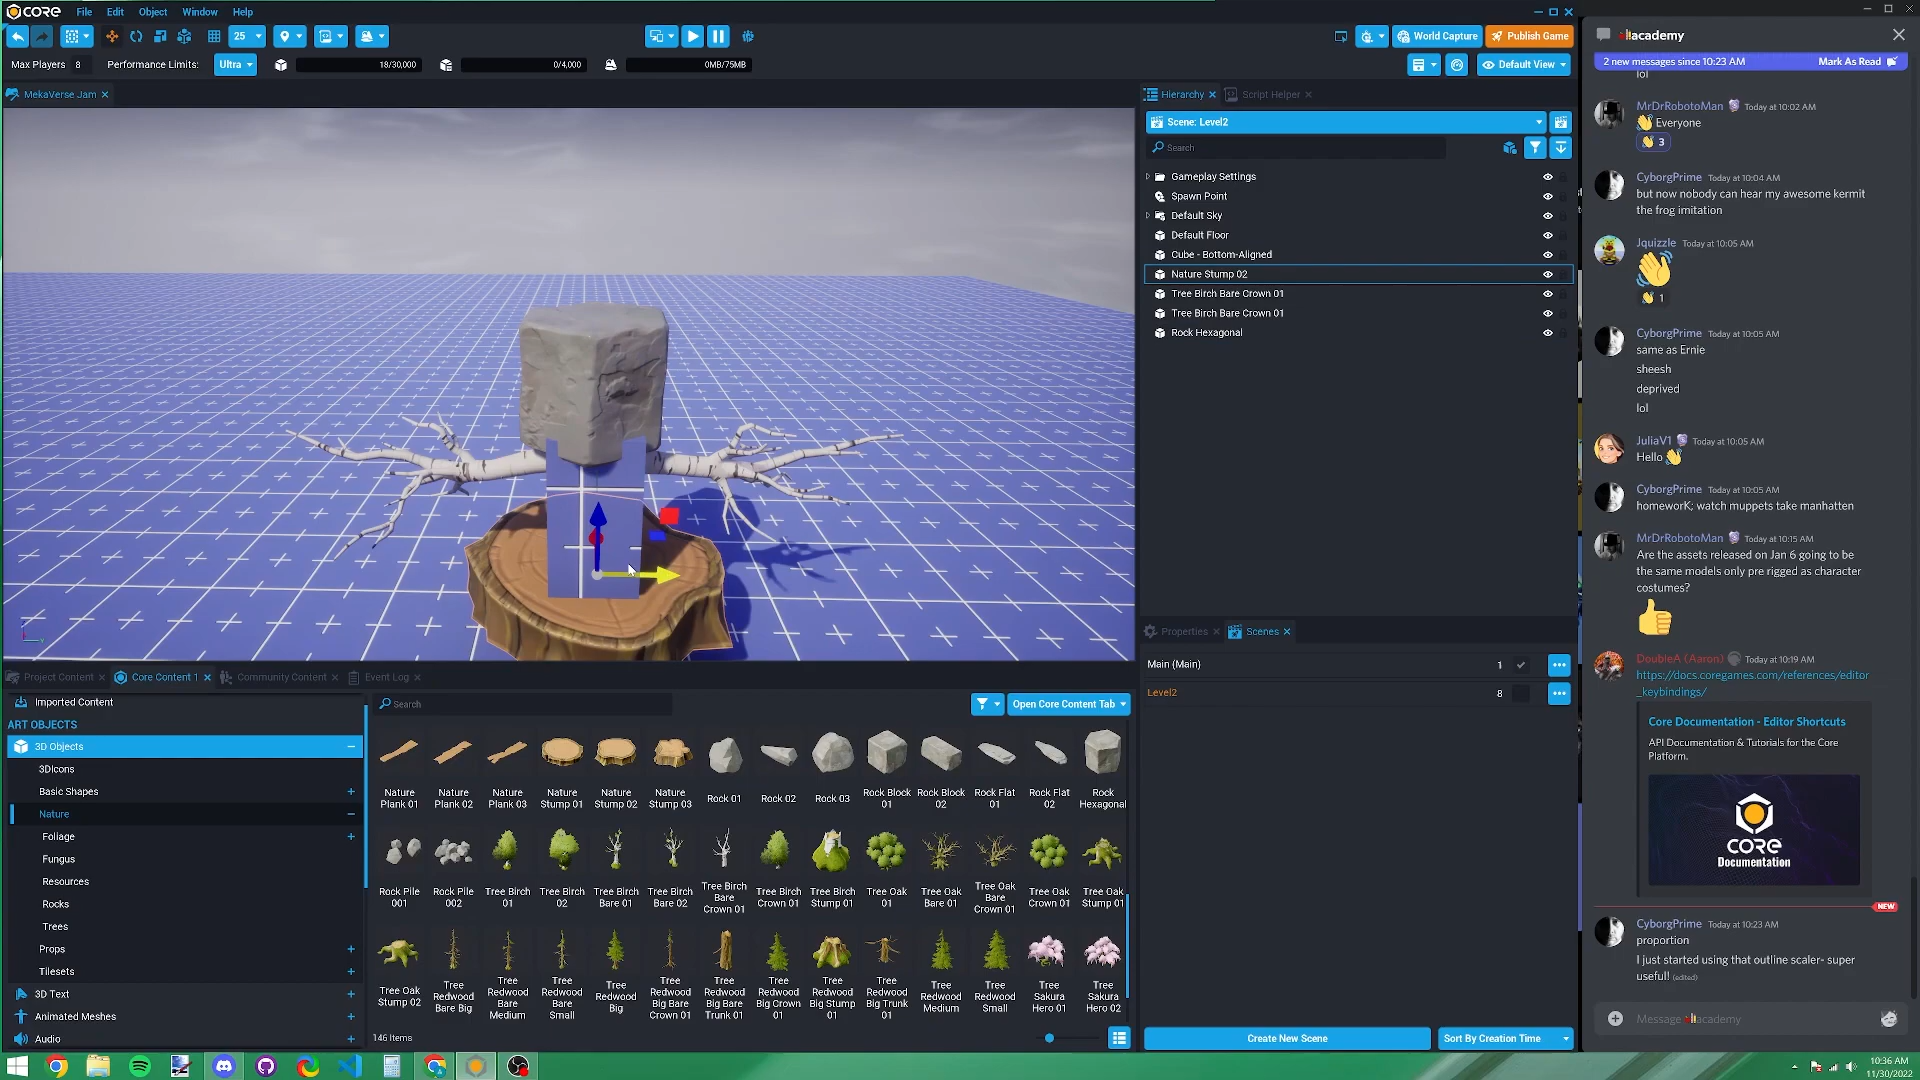 CORE File Edit Object Window Help
25
World Capture Publish Game
Max Players 8 Performance Limits: Ultra 18/30,000 0/4,000 0MB/75MB Default View
MekaVerse Jam
Hierarchy Script Helper
Scene: Level2
Search
Gameplay Settings
Spawn Point
Default Sky
Default Floor
Cube - Bottom-Aligned
Nature Stump 02
Tree Birch Bare Crown 01
Tree Birch Bare Crown 01
Rock Hexagonal
Properties Scenes
Main (Main) 1
Level2 8
Create New Scene Sort By Creation Time
Project Content Core Content 1 Community Content Event Log
Imported Content
ART OBJECTS
3D Objects
3DIcons
Basic Shapes
Nature
Foliage
Fungus
Resources
Rocks
Trees
Props
Tilesets
3D Text
Animated Meshes
Audio
Search
Open Core Content Tab
Nature Plank 01
Nature Plank 02
Nature Plank 03
Nature Stump 01
Nature Stump 02
Nature Stump 03
Rock 01
Rock 02
Rock 03
Rock Block 01
Rock Block 02
Rock Flat 01
Rock Flat 02
Rock Hexagonal
Rock Pile 001
Rock Pile 002
Tree Birch 01
Tree Birch 02
Tree Birch Bare 01
Tree Birch Bare 02
Tree Birch Bare Crown 01
Tree Birch Crown 01
Tree Birch Stump 01
Tree Oak 01
Tree Oak Bare 01
Tree Oak Bare Crown 01
Tree Oak Crown 01
Tree Oak Stump 01
Tree Oak Stump 02
Tree Redwood Bare Big
Tree Redwood Bare Medium
Tree Redwood Bare Small
Tree Redwood Big
Tree Redwood Big Bare Crown 01
Tree Redwood Big Bare Trunk 01
Tree Redwood Big Crown 01
Tree Redwood Big Stump 01
Tree Redwood Big Trunk 01
Tree Redwood Medium
Tree Redwood Small
Tree Sakura Hero 01
Tree Sakura Hero 02
146 Items
academy
2 new messages since 10:23 AM Mark As Read
lol
MrDrRobotoMan Today at 10:02 AM
Everyone
3
CyborgPrime Today at 10:04 AM
but now nobody can hear my awesome kermit
the frog imitation
Jquizzle Today at 10:05 AM
1
CyborgPrime Today at 10:05 AM
same as Ernie
sheesh
deprived
lol
JuliaV1 Today at 10:05 AM
Hello
CyborgPrime Today at 10:05 AM
homeworK; watch muppets take manhatten
MrDrRobotoMan Today at 10:15 AM
Are the assets released on Jan 6 going to be
the same models only pre rigged as character
costumes?
DoubleA (Aaron) Today at 10:19 AM
https://docs.coregames.com/references/editor
_keybindings/
Core Documentation - Editor Shortcuts
API Documentation & Tutorials for the Core
Platform.
CORE
Documentation
NEW
CyborgPrime Today at 10:23 AM
proportion
I just started using that outline scaler- super
useful! (edited)
Message academy
10:36 AM
11/30/2022